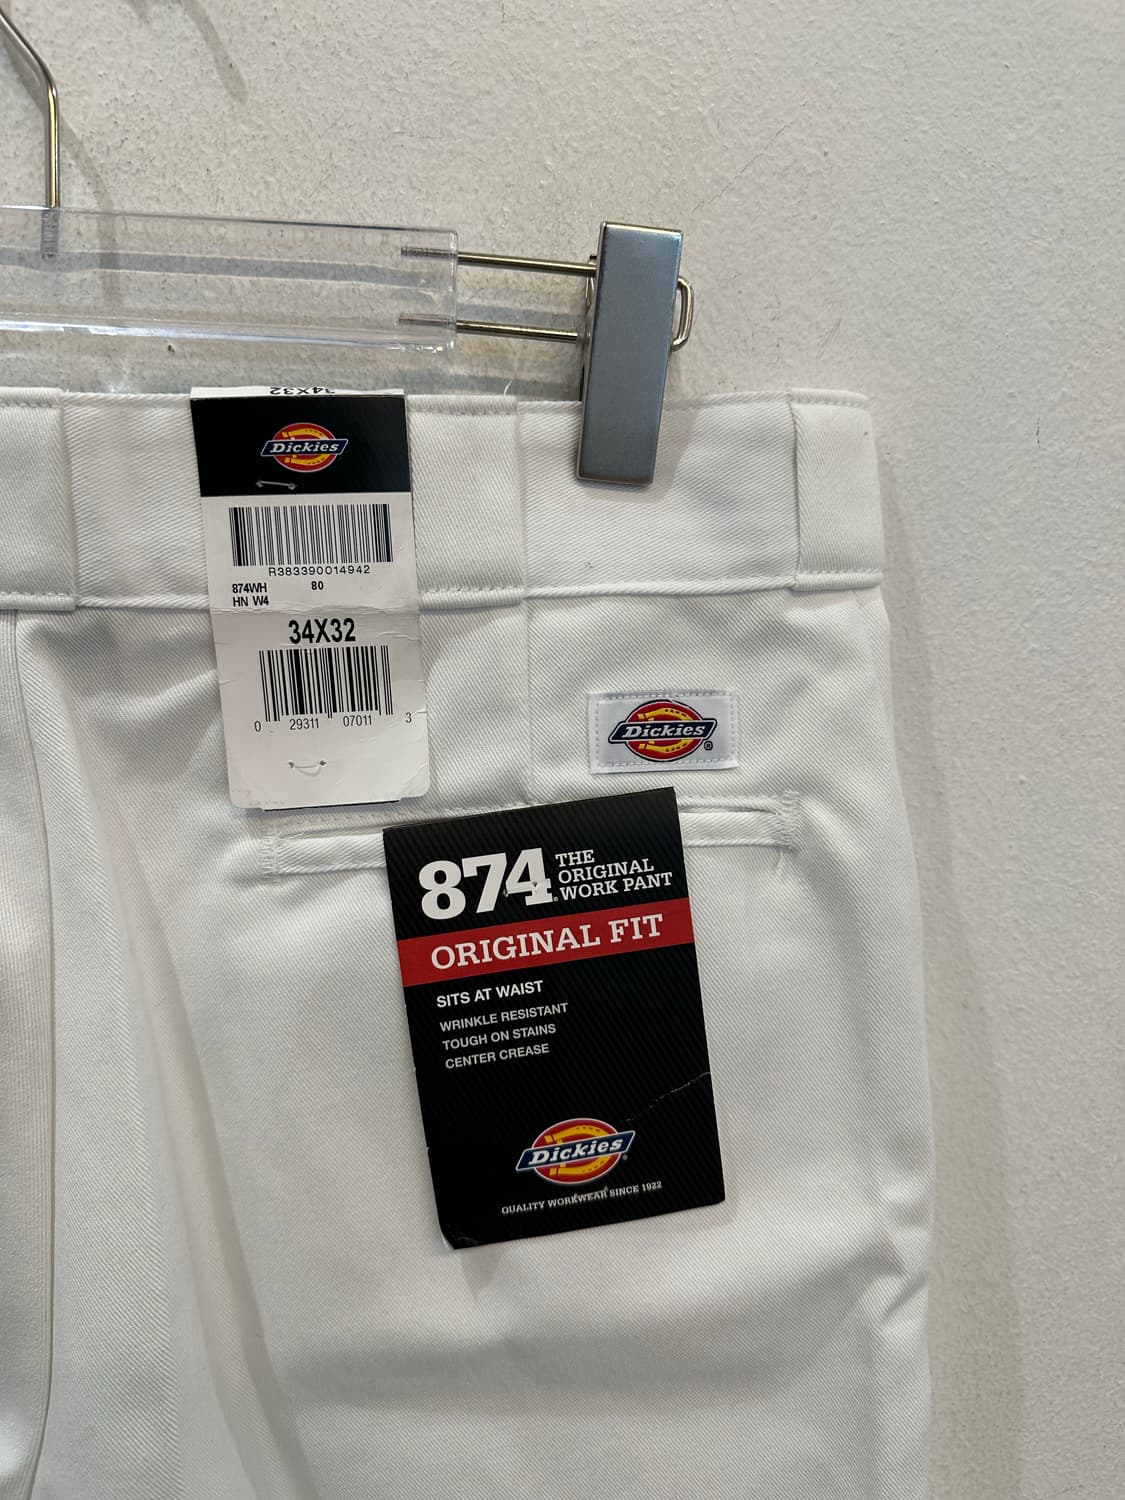 34X32
Dickies
R383390014942
874WH 80
HN W4
34X32
0 29311 07011 3
Dickies®
874® THE
ORIGINAL
WORK PANT
ORIGINAL FIT
SITS AT WAIST
WRINKLE RESISTANT
TOUGH ON STAINS
CENTER CREASE
Dickies®
QUALITY WORKWEAR SINCE 1922